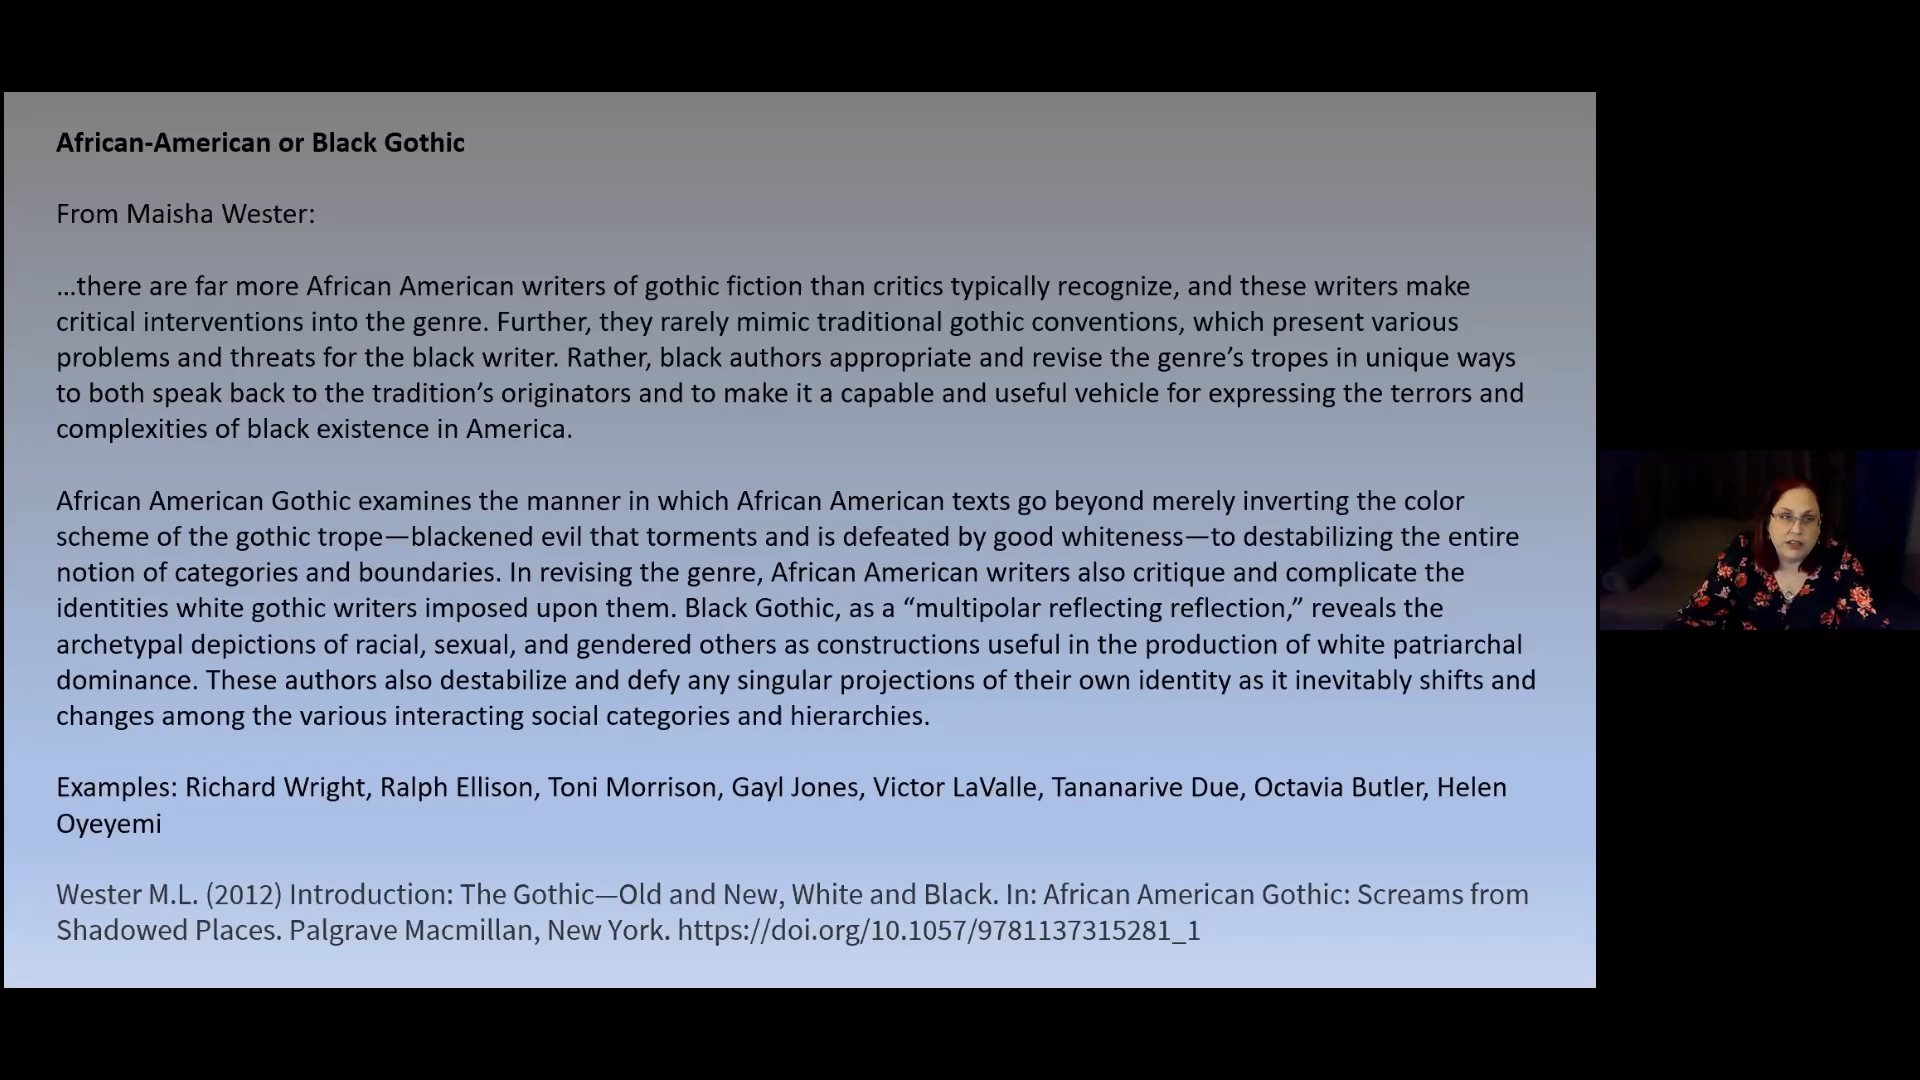 African-American or Black Gothic
From Maisha Wester:
…there are far more African American writers of gothic fiction than critics typically recognize, and these writers make
critical interventions into the genre. Further, they rarely mimic traditional gothic conventions, which present various
problems and threats for the black writer. Rather, black authors appropriate and revise the genre’s tropes in unique ways
to both speak back to the tradition’s originators and to make it a capable and useful vehicle for expressing the terrors and
complexities of black existence in America.
African American Gothic examines the manner in which African American texts go beyond merely inverting the color
scheme of the gothic trope—blackened evil that torments and is defeated by good whiteness—to destabilizing the entire
notion of categories and boundaries. In revising the genre, African American writers also critique and complicate the
identities white gothic writers imposed upon them. Black Gothic, as a “multipolar reflecting reflection,” reveals the
archetypal depictions of racial, sexual, and gendered others as constructions useful in the production of white patriarchal
dominance. These authors also destabilize and defy any singular projections of their own identity as it inevitably shifts and
changes among the various interacting social categories and hierarchies.
Examples: Richard Wright, Ralph Ellison, Toni Morrison, Gayl Jones, Victor LaValle, Tananarive Due, Octavia Butler, Helen
Oyeyemi
Wester M.L. (2012) Introduction: The Gothic—Old and New, White and Black. In: African American Gothic: Screams from
Shadowed Places. Palgrave Macmillan, New York. https://doi.org/10.1057/9781137315281_1